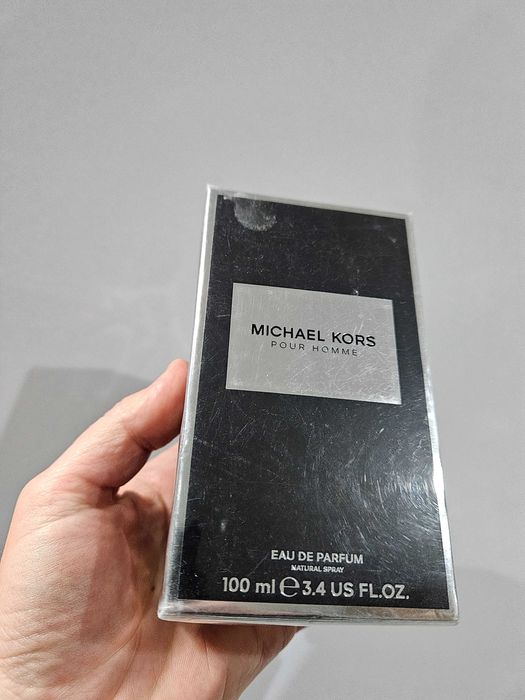 MICHAEL KORS
POUR HOMME
EAU DE PARFUM
NATURAL SPRAY
100 ml ℮ 3.4 US FL.OZ.